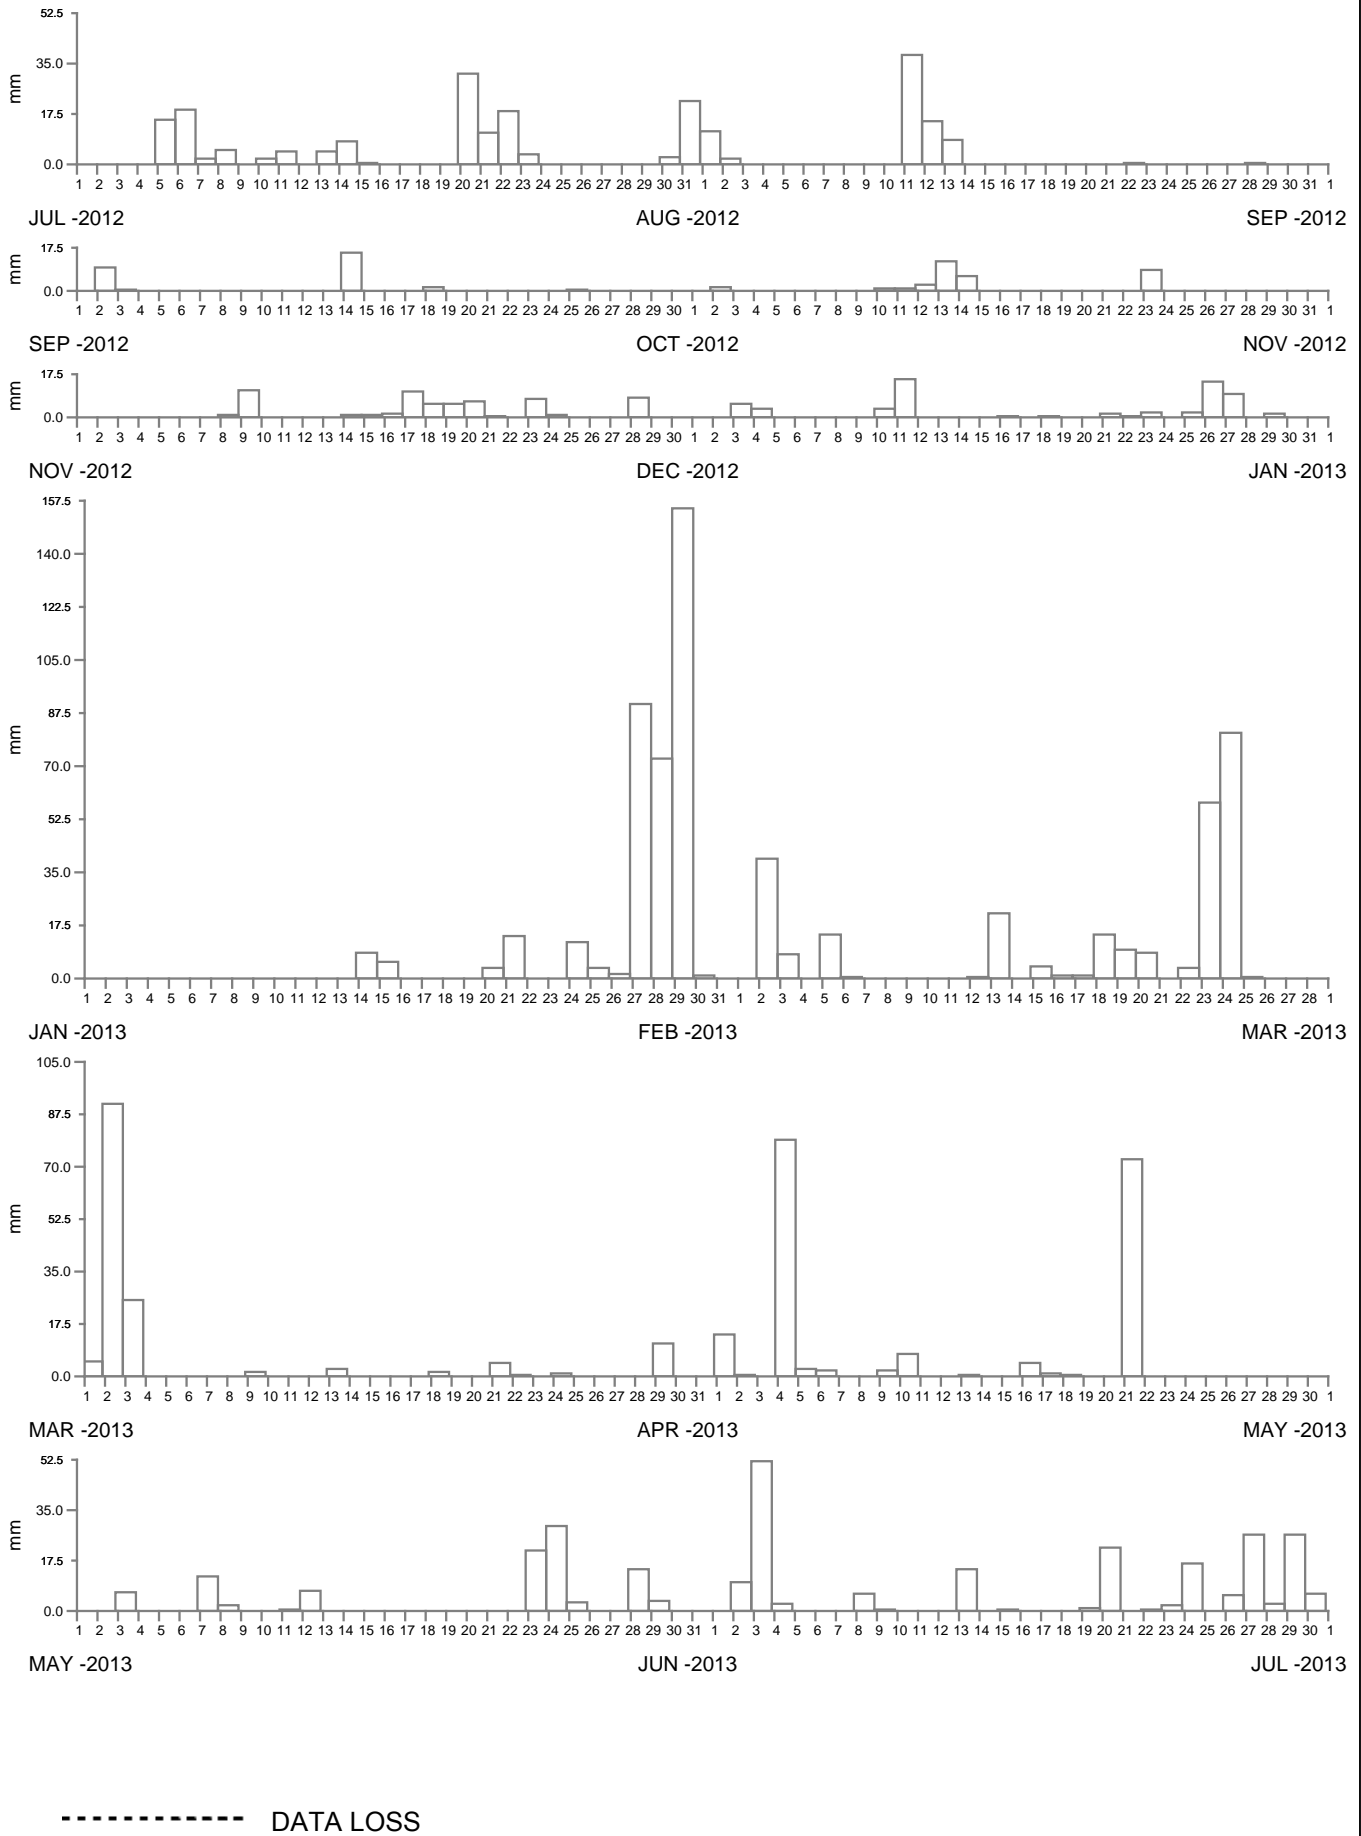 52.5
35.0
17.5
0.0
mm
1 2 3 4 5 6 7 8 9 10 11 12 13 14 15 16 17 18 19 20 21 22 23 24 25 26 27 28 29 30 31 1 2 3 4 5 6 7 8 9 10 11 12 13 14 15 16 17 18 19 20 21 22 23 24 25 26 27 28 29 30 31 1
JUL -2012 AUG -2012 SEP -2012
17.5
0.0
mm
1 2 3 4 5 6 7 8 9 10 11 12 13 14 15 16 17 18 19 20 21 22 23 24 25 26 27 28 29 30 1 2 3 4 5 6 7 8 9 10 11 12 13 14 15 16 17 18 19 20 21 22 23 24 25 26 27 28 29 30 31 1
SEP -2012 OCT -2012 NOV -2012
17.5
0.0
mm
1 2 3 4 5 6 7 8 9 10 11 12 13 14 15 16 17 18 19 20 21 22 23 24 25 26 27 28 29 30 1 2 3 4 5 6 7 8 9 10 11 12 13 14 15 16 17 18 19 20 21 22 23 24 25 26 27 28 29 30 31 1
NOV -2012 DEC -2012 JAN -2013
157.5
140.0
122.5
105.0
87.5
70.0
52.5
35.0
17.5
0.0
mm
1 2 3 4 5 6 7 8 9 10 11 12 13 14 15 16 17 18 19 20 21 22 23 24 25 26 27 28 29 30 31 1 2 3 4 5 6 7 8 9 10 11 12 13 14 15 16 17 18 19 20 21 22 23 24 25 26 27 28 1
JAN -2013 FEB -2013 MAR -2013
105.0
87.5
70.0
52.5
35.0
17.5
0.0
mm
1 2 3 4 5 6 7 8 9 10 11 12 13 14 15 16 17 18 19 20 21 22 23 24 25 26 27 28 29 30 31 1 2 3 4 5 6 7 8 9 10 11 12 13 14 15 16 17 18 19 20 21 22 23 24 25 26 27 28 29 30 1
MAR -2013 APR -2013 MAY -2013
52.5
35.0
17.5
0.0
mm
1 2 3 4 5 6 7 8 9 10 11 12 13 14 15 16 17 18 19 20 21 22 23 24 25 26 27 28 29 30 31 1 2 3 4 5 6 7 8 9 10 11 12 13 14 15 16 17 18 19 20 21 22 23 24 25 26 27 28 29 30 1
MAY -2013 JUN -2013 JUL -2013
DATA LOSS